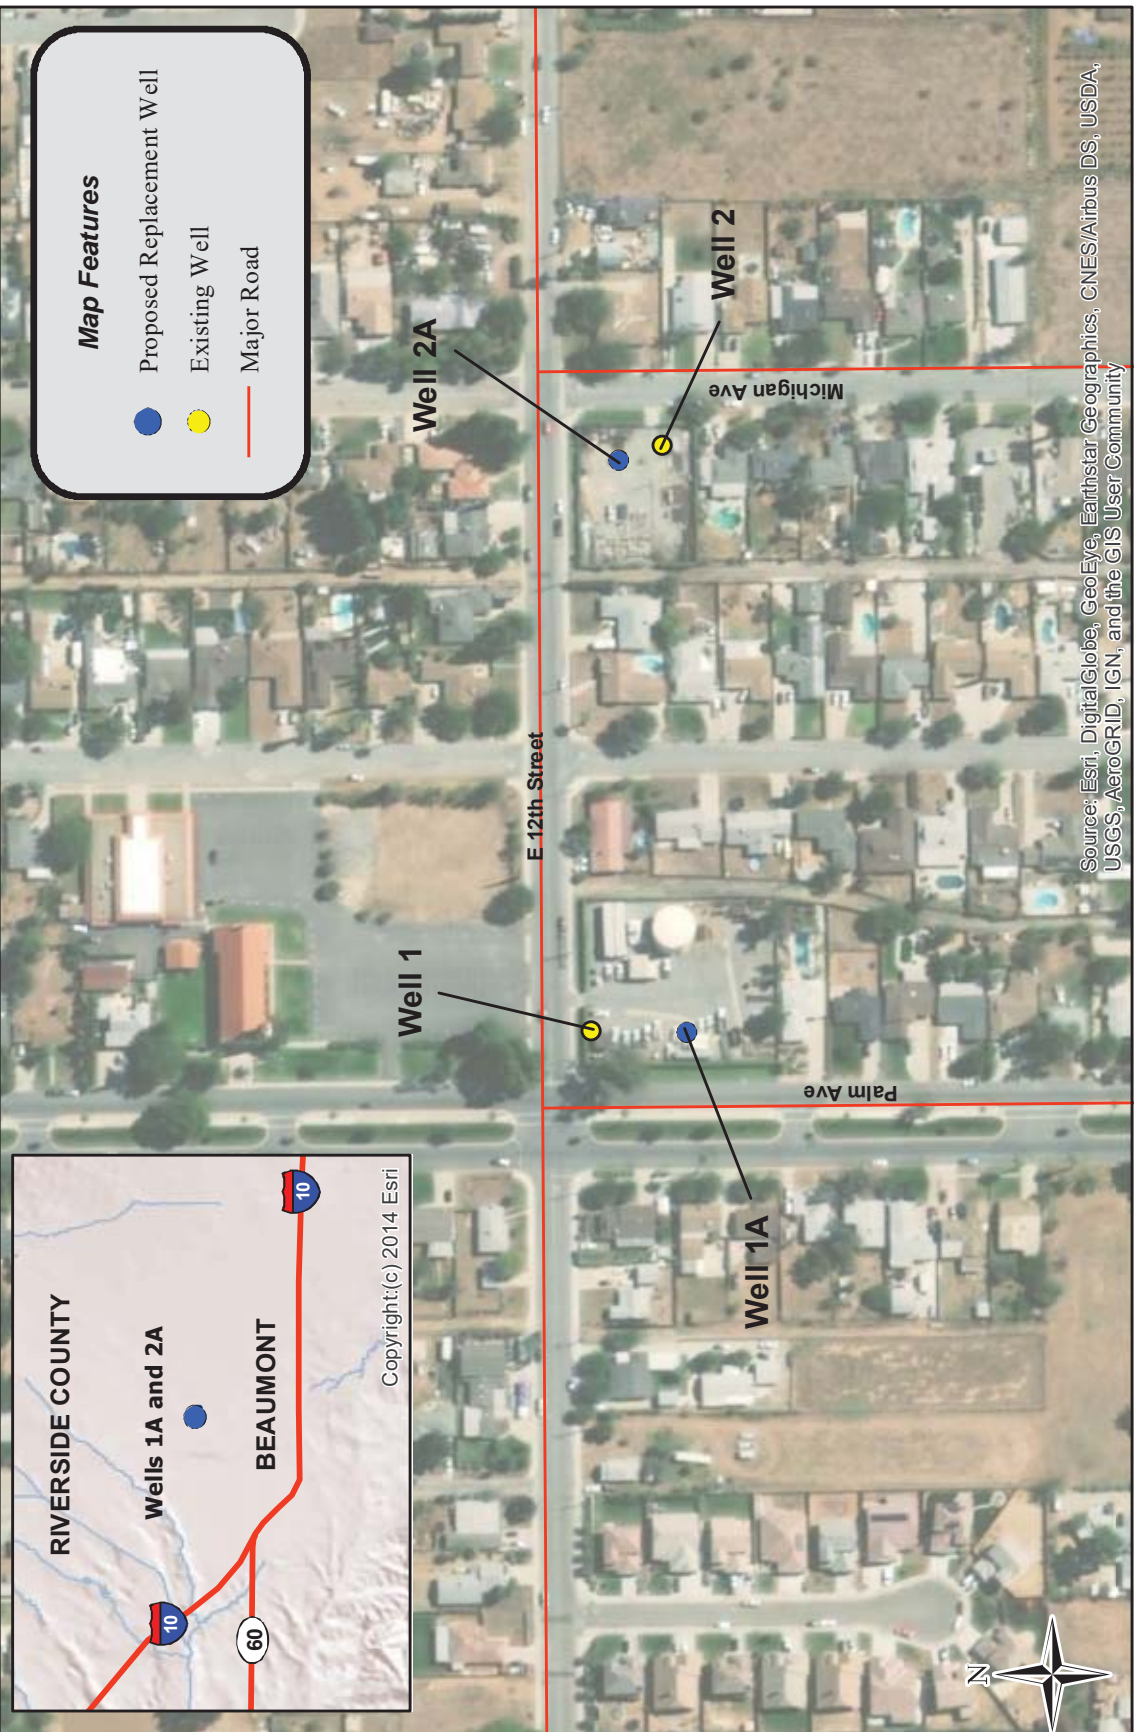 RIVERSIDE COUNTY
Wells 1A and 2A
BEAUMONT
10
60
10
Copyright:(c) 2014 Esri
Map Features
Proposed Replacement Well
Existing Well
Major Road
Well 1
Well 2A
E 12th Street
Well 2
Well 1A
Palm Ave
Michigan Ave
N
Source: Esri, DigitalGlobe, GeoEye, Earthstar Geographics, CNES/Airbus DS, USDA,
USGS, AeroGRID, IGN, and the GIS User Community